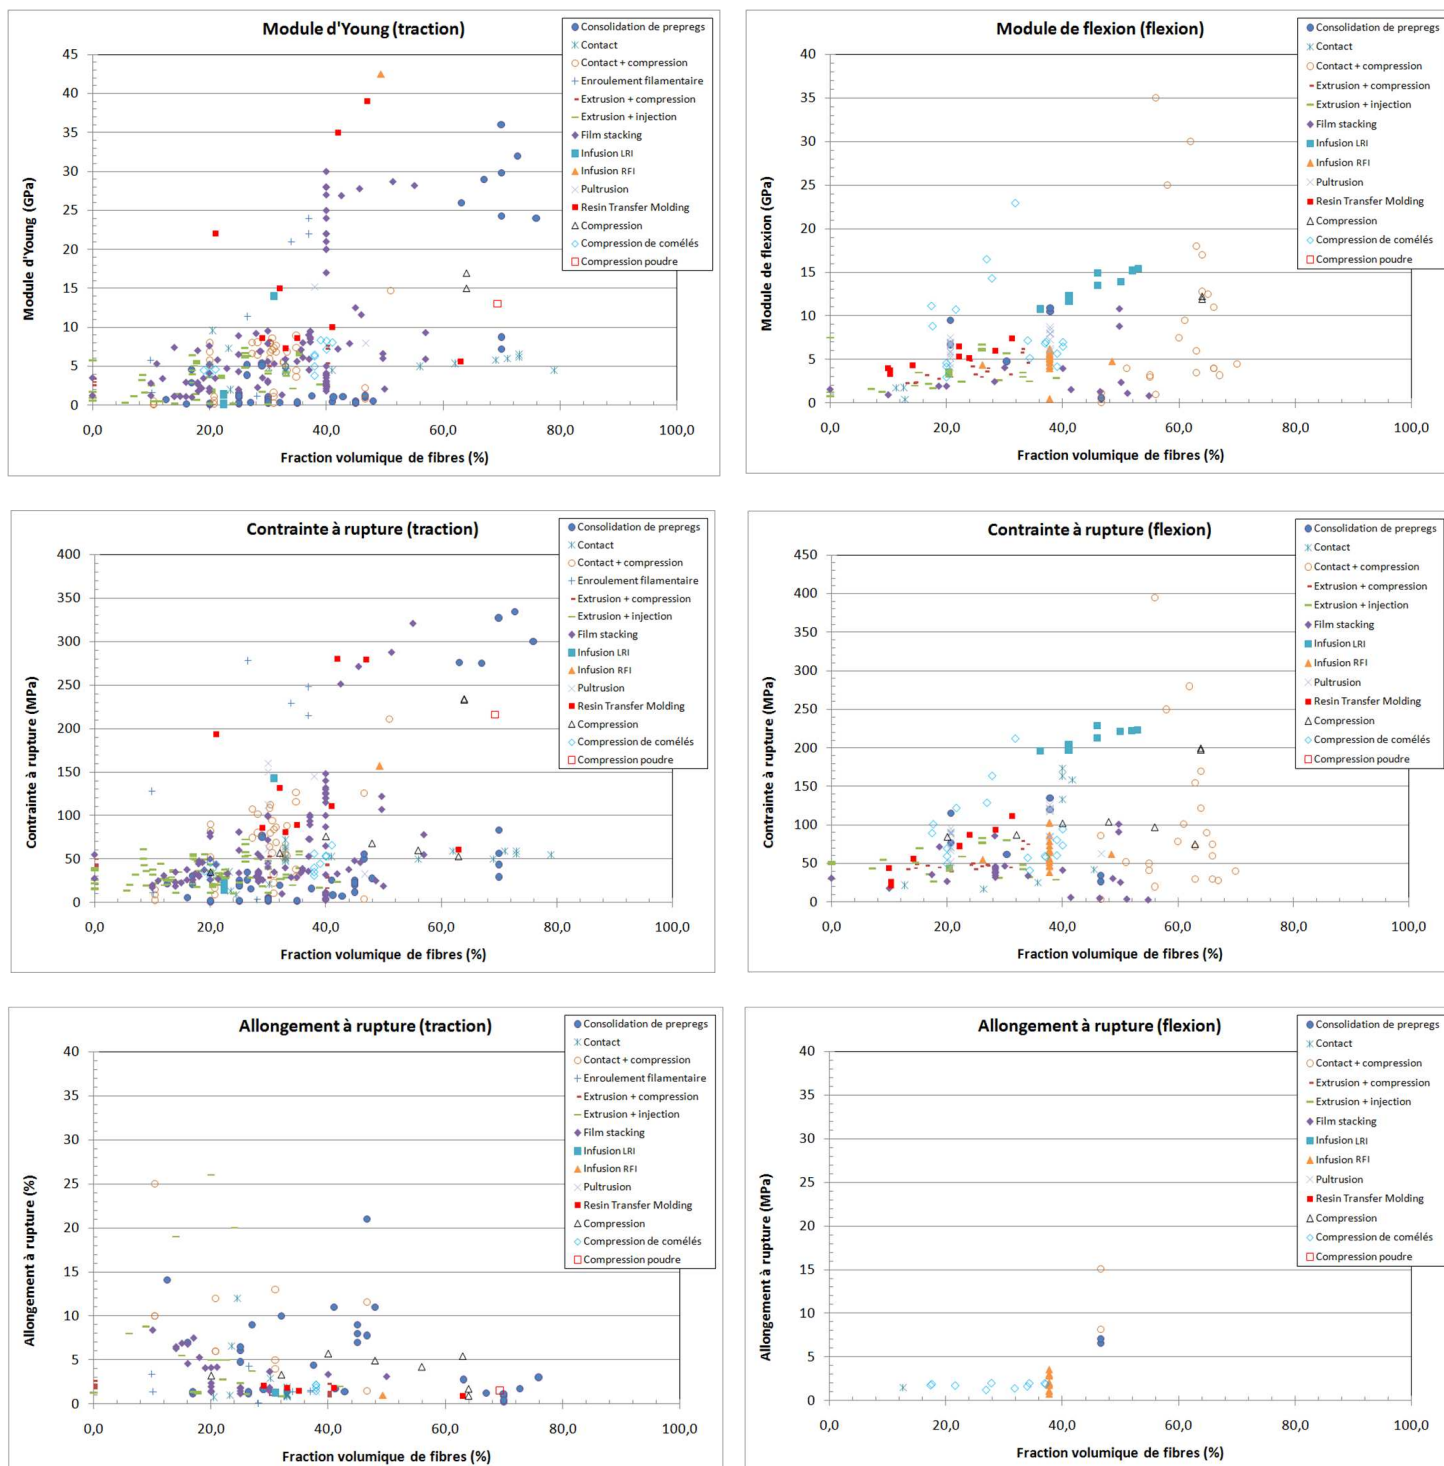 Module d'Young (traction)
Module d'Young (GPa)
45
40
35
30
25
20
15
10
5
0
0,0
20,0
40,0
60,0
80,0
100,0
Fraction volumique de fibres (%)
Consolidation de prepregs
Contact
Contact + compression
Enroulement filamentaire
Extrusion + compression
Extrusion + injection
Film stacking
Infusion LRI
Infusion RFI
Pultrusion
Resin Transfer Molding
Compression
Compression de comélés
Compression poudre
Module de flexion (flexion)
Module de flexion (GPa)
40
35
30
25
20
15
10
5
0
0,0
20,0
40,0
60,0
80,0
100,0
Fraction volumique de fibres (%)
Consolidation de prepregs
Contact
Contact + compression
Extrusion + compression
Extrusion + injection
Film stacking
Infusion LRI
Infusion RFI
Pultrusion
Resin Transfer Molding
Compression
Compression de comélés
Compression poudre
Contrainte à rupture (traction)
Contrainte à rupture (MPa)
400
350
300
250
200
150
100
50
0
0,0
20,0
40,0
60,0
80,0
100,0
Fraction volumique de fibres (%)
Consolidation de prepregs
Contact
Contact + compression
Enroulement filamentaire
Extrusion + compression
Extrusion + injection
Film stacking
Infusion LRI
Infusion RFI
Pultrusion
Resin Transfer Molding
Compression
Compression de comélés
Compression poudre
Contrainte à rupture (flexion)
Contrainte à rupture (MPa)
450
400
350
300
250
200
150
100
50
0
0,0
20,0
40,0
60,0
80,0
100,0
Fraction volumique de fibres (%)
Consolidation de prepregs
Contact
Contact + compression
Extrusion + compression
Extrusion + injection
Film stacking
Infusion LRI
Infusion RFI
Pultrusion
Resin Transfer Molding
Compression
Compression de comélés
Compression poudre
Allongement à rupture (traction)
Allongement à rupture (%)
40
35
30
25
20
15
10
5
0
0,0
20,0
40,0
60,0
80,0
100,0
Fraction volumique de fibres (%)
Consolidation de prepregs
Contact
Contact + compression
Enroulement filamentaire
Extrusion + compression
Extrusion + injection
Film stacking
Infusion LRI
Infusion RFI
Pultrusion
Resin Transfer Molding
Compression
Compression de comélés
Compression poudre
Allongement à rupture (flexion)
Allongement à rupture (MPa)
40
35
30
25
20
15
10
5
0
0,0
20,0
40,0
60,0
80,0
100,0
Fraction volumique de fibres (%)
Consolidation de prepregs
Contact
Contact + compression
Extrusion + compression
Extrusion + injection
Film stacking
Infusion LRI
Infusion RFI
Pultrusion
Resin Transfer Molding
Compression
Compression de comélés
Compression poudre